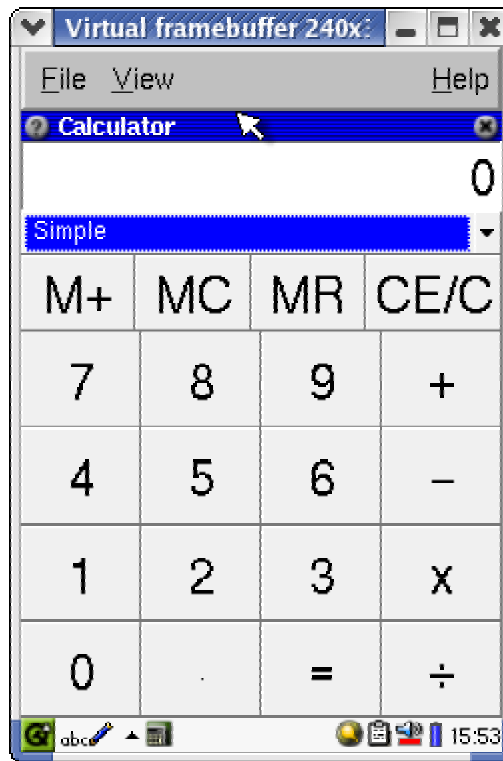 Virtual framebuffer 240x3
File View Help
Calculator
0
Simple
M+ MC MR CE/C
7 8 9 +
4 5 6 −
1 2 3 x
0 . = ÷
abc 15:53